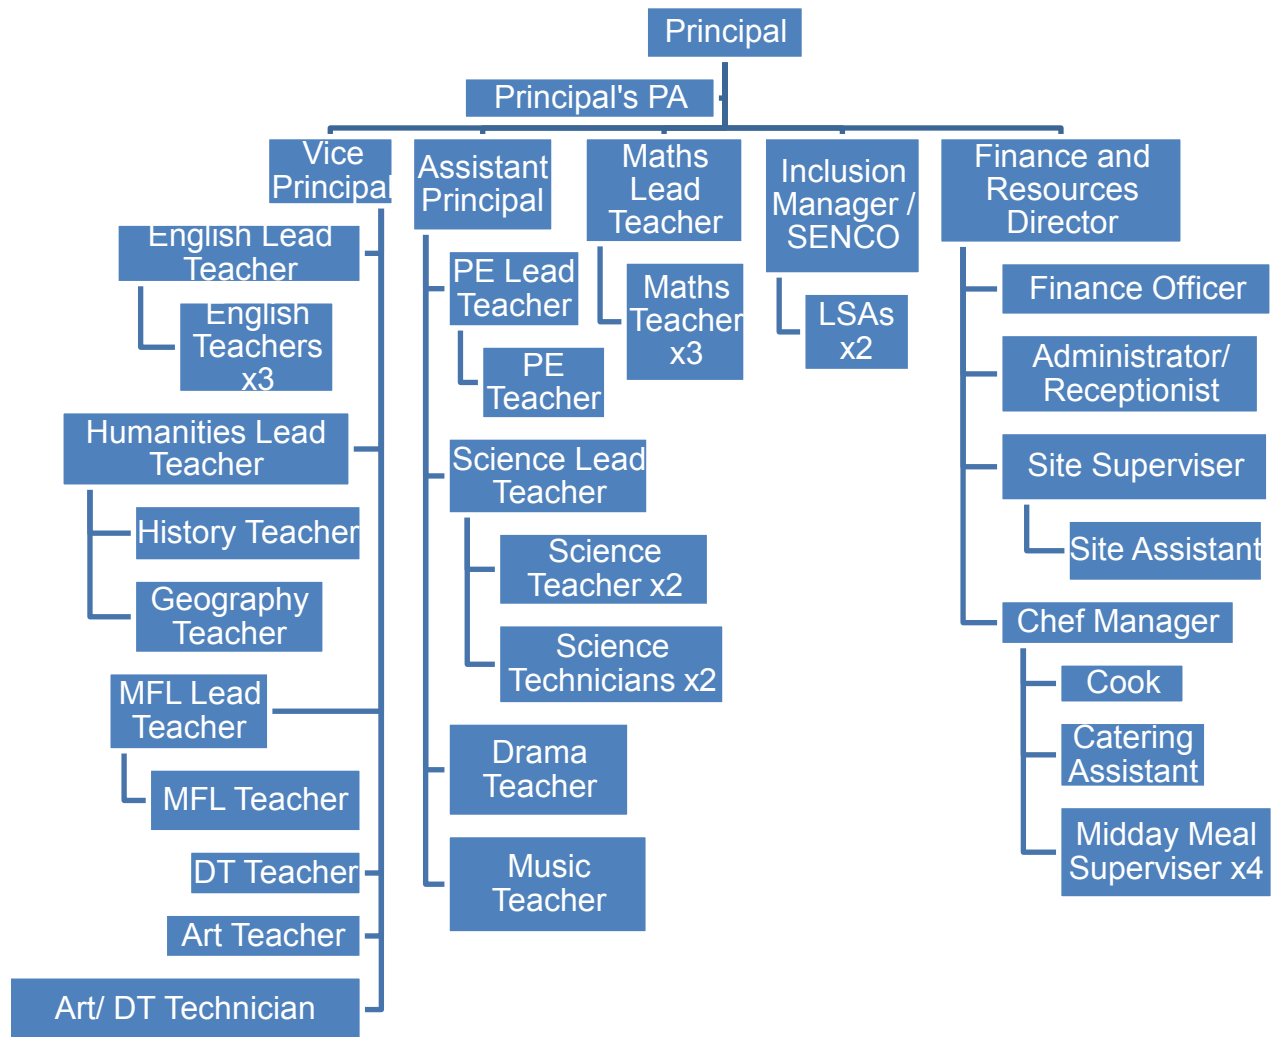 Principal
Principal's PA
Vice
Principal
English Lead
Teacher
English
Teachers
x3
Humanities Lead
Teacher
History Teacher
Geography
Teacher
MFL Lead
Teacher
MFL Teacher
DT Teacher
Art Teacher
Art/ DT Technician
Assistant
Principal
PE Lead
Teacher
PE
Teacher
Science Lead
Teacher
Science
Teacher x2
Science
Technicians x2
Drama
Teacher
Music
Teacher
Maths
Lead
Teacher
Maths
Teacher
x3
Inclusion
Manager /
SENCO
LSAs
x2
Finance and
Resources
Director
Finance Officer
Administrator/
Receptionist
Site Superviser
Site Assistant
Chef Manager
Cook
Catering
Assistant
Midday Meal
Superviser x4